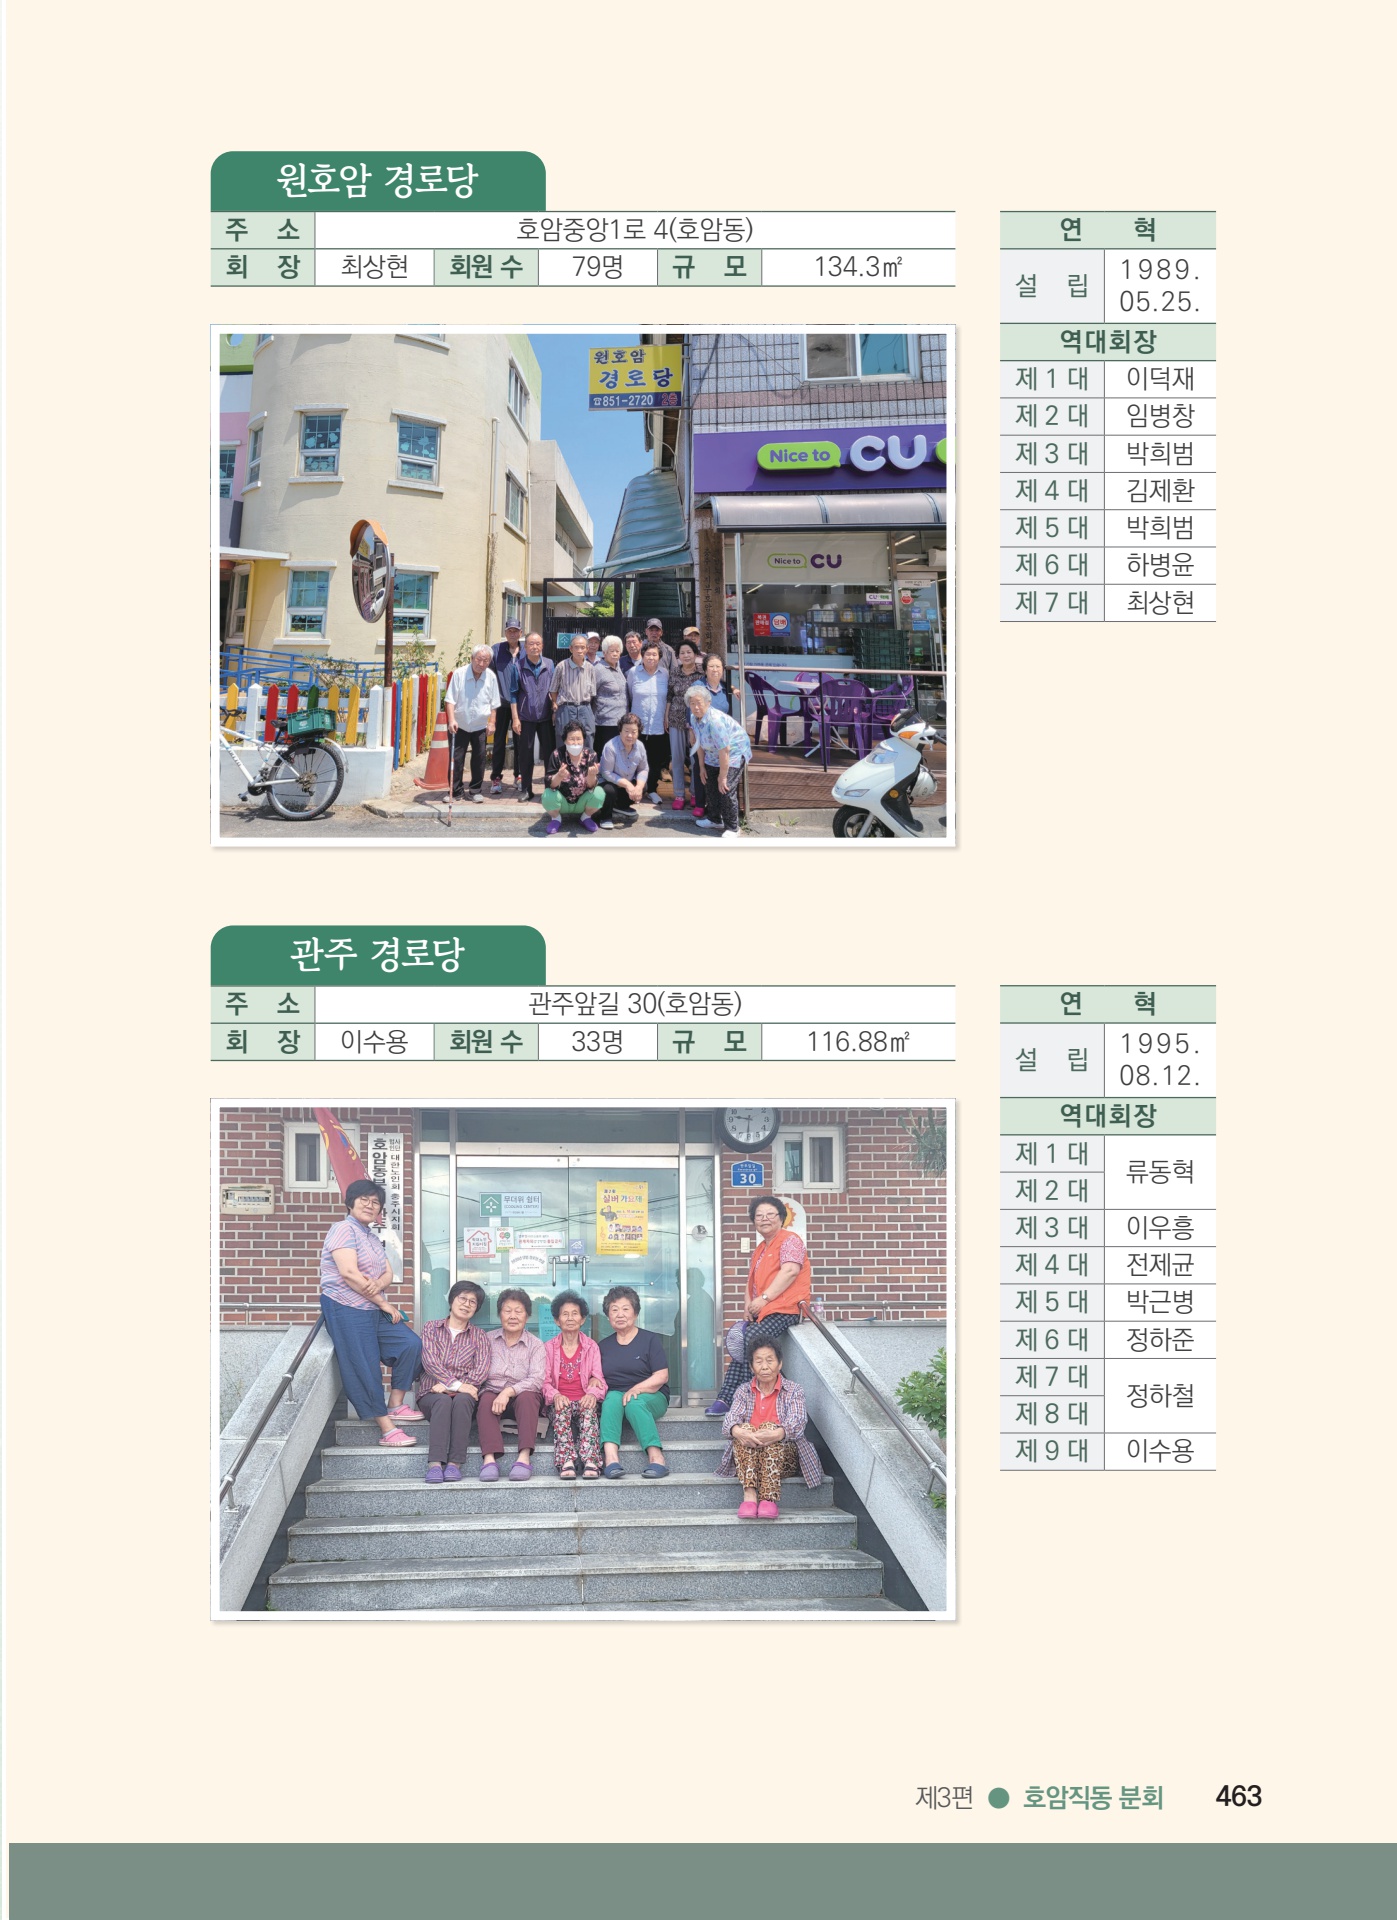 원호암 경로당
주 소 호암중앙1로 4(호암동)
회 장 최상현 회원 수 79명 규 모 134.3㎡
연 혁
설 립 1989.
05.25.
역대회장
제 1 대 이덕재
제 2 대 임병창
제 3 대 박희범
제 4 대 김제환
제 5 대 박희범
제 6 대 하병윤
제 7 대 최상현
원호암
경로당
☎851-2720 2층
Nice to CU
Nice to CU
관주 경로당
주 소 관주앞길 30(호암동)
회 장 이수용 회원 수 33명 규 모 116.88㎡
연 혁
설 립 1995.
08.12.
역대회장
제 1 대 류동혁
제 2 대
제 3 대 이우흥
제 4 대 전제균
제 5 대 박근병
제 6 대 정하준
제 7 대 정하철
제 8 대
제 9 대 이수용
대한노인회 충주시지회
무더위 쉼터
실버가요제
30
제3편 ● 호암직동 분회 463